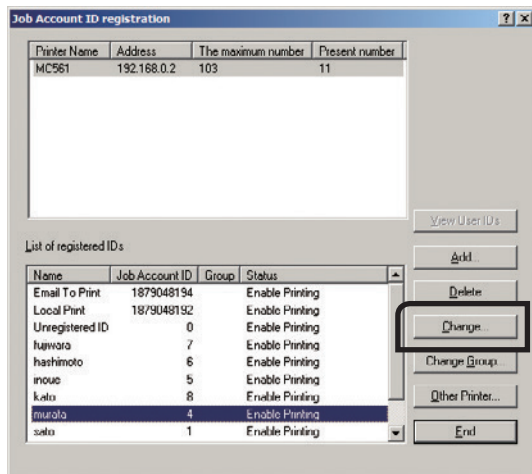 Job Account ID registration
Printer Name Address The maximum number Present number
MC561 192.168.0.2 103 11
View User IDs
List of registered IDs
Add...
Name Job Account ID Group Status
Delete
Email To Print 1879048194 Enable Printing
Local Print 1879048192 Enable Printing
Unregistered ID 0 Enable Printing
Change...
fujiwara 7 Enable Printing
hashimoto 6 Enable Printing
Change Group...
inoue 5 Enable Printing
kato 8 Enable Printing
Other Printer...
murata 4 Enable Printing
sato 1 Enable Printing
End